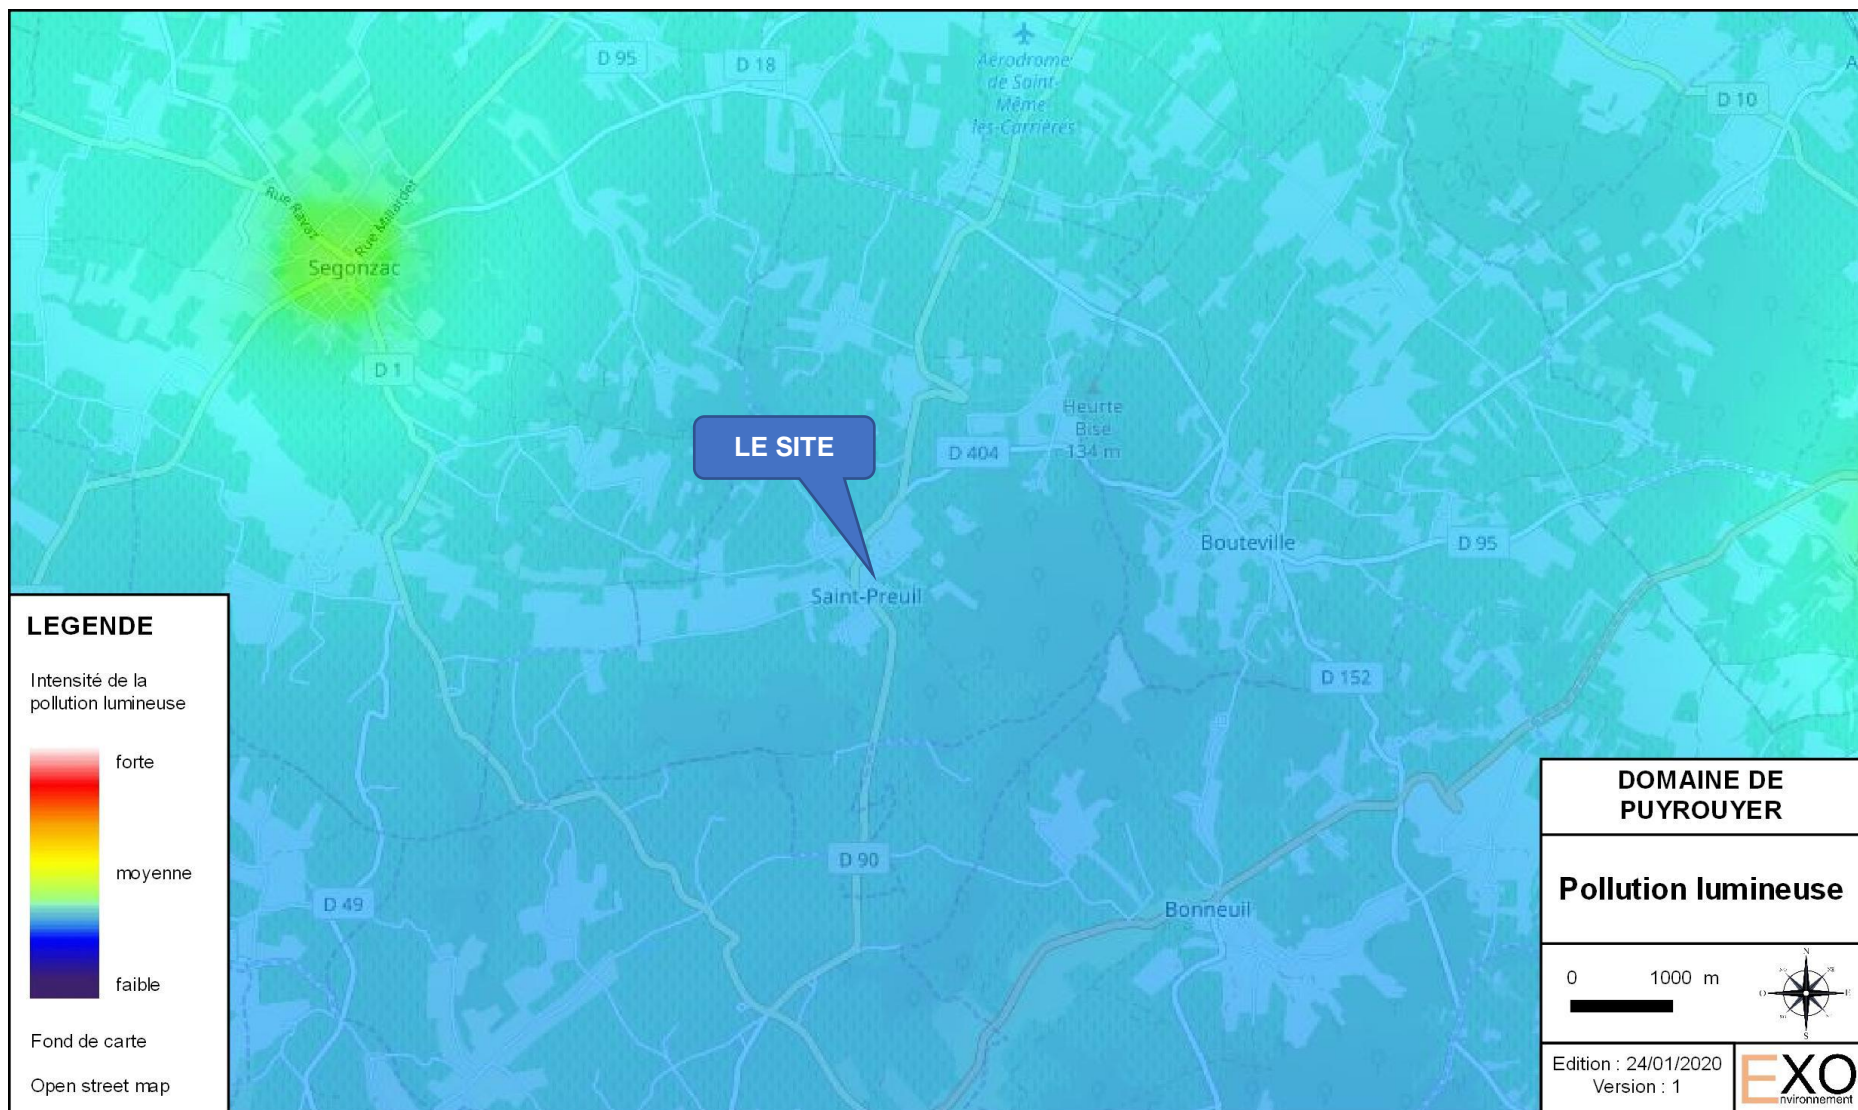 D 95
D 18
Aérodrome
de Saint-
Même-
les-Carrières
D 10
A
Rue Ravaz
Rue Millardet
Segonzac
D 1
LE SITE
Heurte
Bise
134 m
D 404
Bouteville
D 95
Saint-Preuil
D 152
D 90
D 49
Bonneuil
LEGENDE
Intensité de la
pollution lumineuse
forte
moyenne
faible
Fond de carte
Open street map
DOMAINE DE
PUYROUYER
Pollution lumineuse
0 1000 m
N
O E
S
Edition : 24/01/2020
Version : 1
EXO
nvironnement